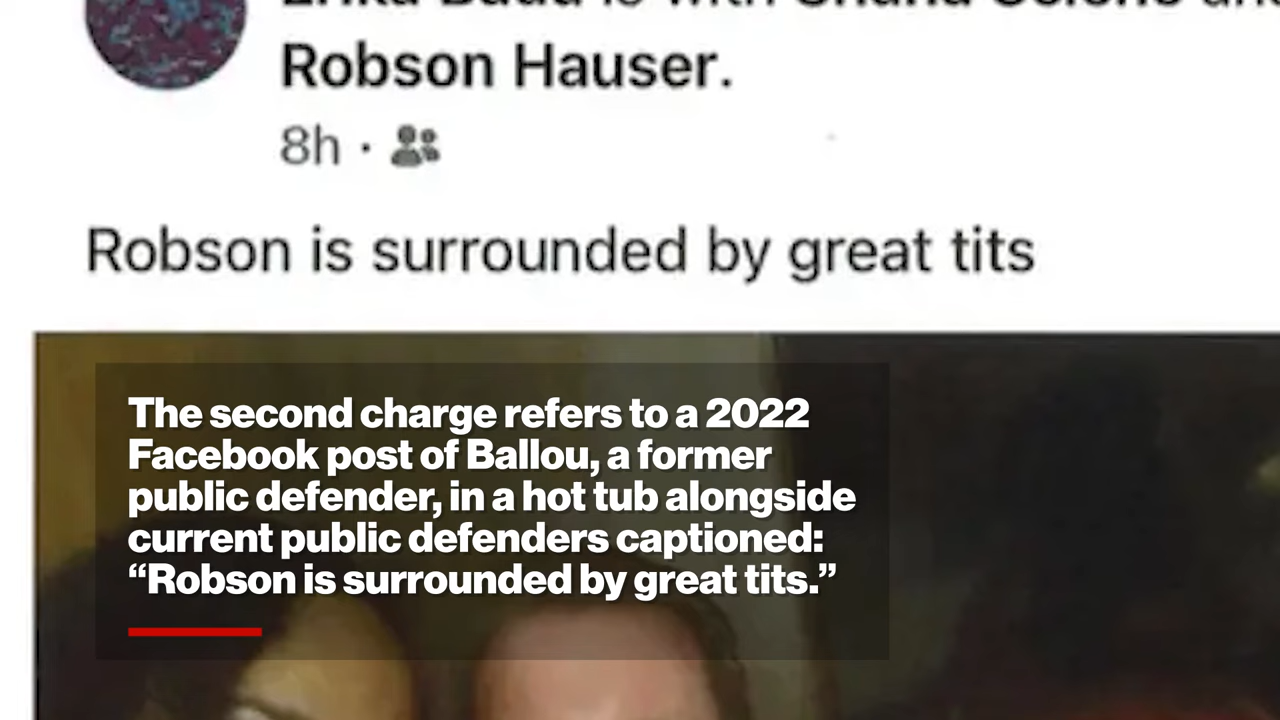 Robson Hauser.
8h ·
Robson is surrounded by great tits
The second charge refers to a 2022
Facebook post of Ballou, a former
public defender, in a hot tub alongside
current public defenders captioned:
“Robson is surrounded by great tits.”